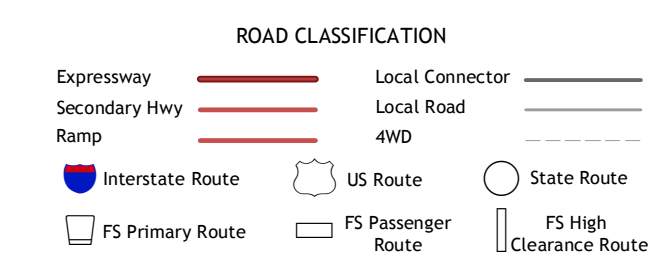 ROAD CLASSIFICATION
Expressway
Local Connector
Secondary Hwy
Local Road
Ramp
4WD
Interstate Route
US Route
State Route
FS Primary Route
FS Passenger
Route
FS High
Clearance Route